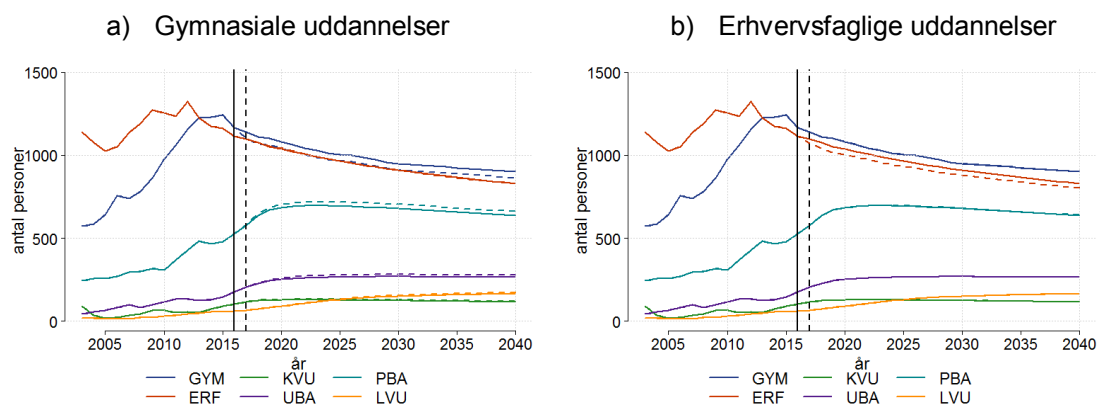 a) Gymnasiale uddannelser
antal personer
1500
1000
500
0
2005 2010 2015 2020 2025 2030 2035 2040
år
GYM KVU PBA
ERF UBA LVU
b) Erhvervsfaglige uddannelser
antal personer
1500
1000
500
0
2005 2010 2015 2020 2025 2030 2035 2040
år
GYM KVU PBA
ERF UBA LVU